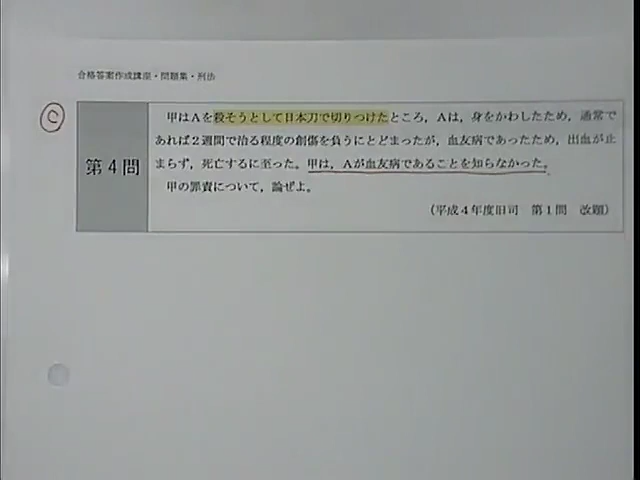 合格答案作成講座・問題集・刑法
C
第4問
甲はAを殺そうとして日本刀で切りつけたところ，Aは，身をかわしたため，通常で
あれば2週間で治る程度の創傷を負うにとどまったが，血友病であったため，出血が止
まらず，死亡するに至った。甲は，Aが血友病であることを知らなかった。
甲の罪責について，論ぜよ。
（平成4年度旧司　第1問　改題）